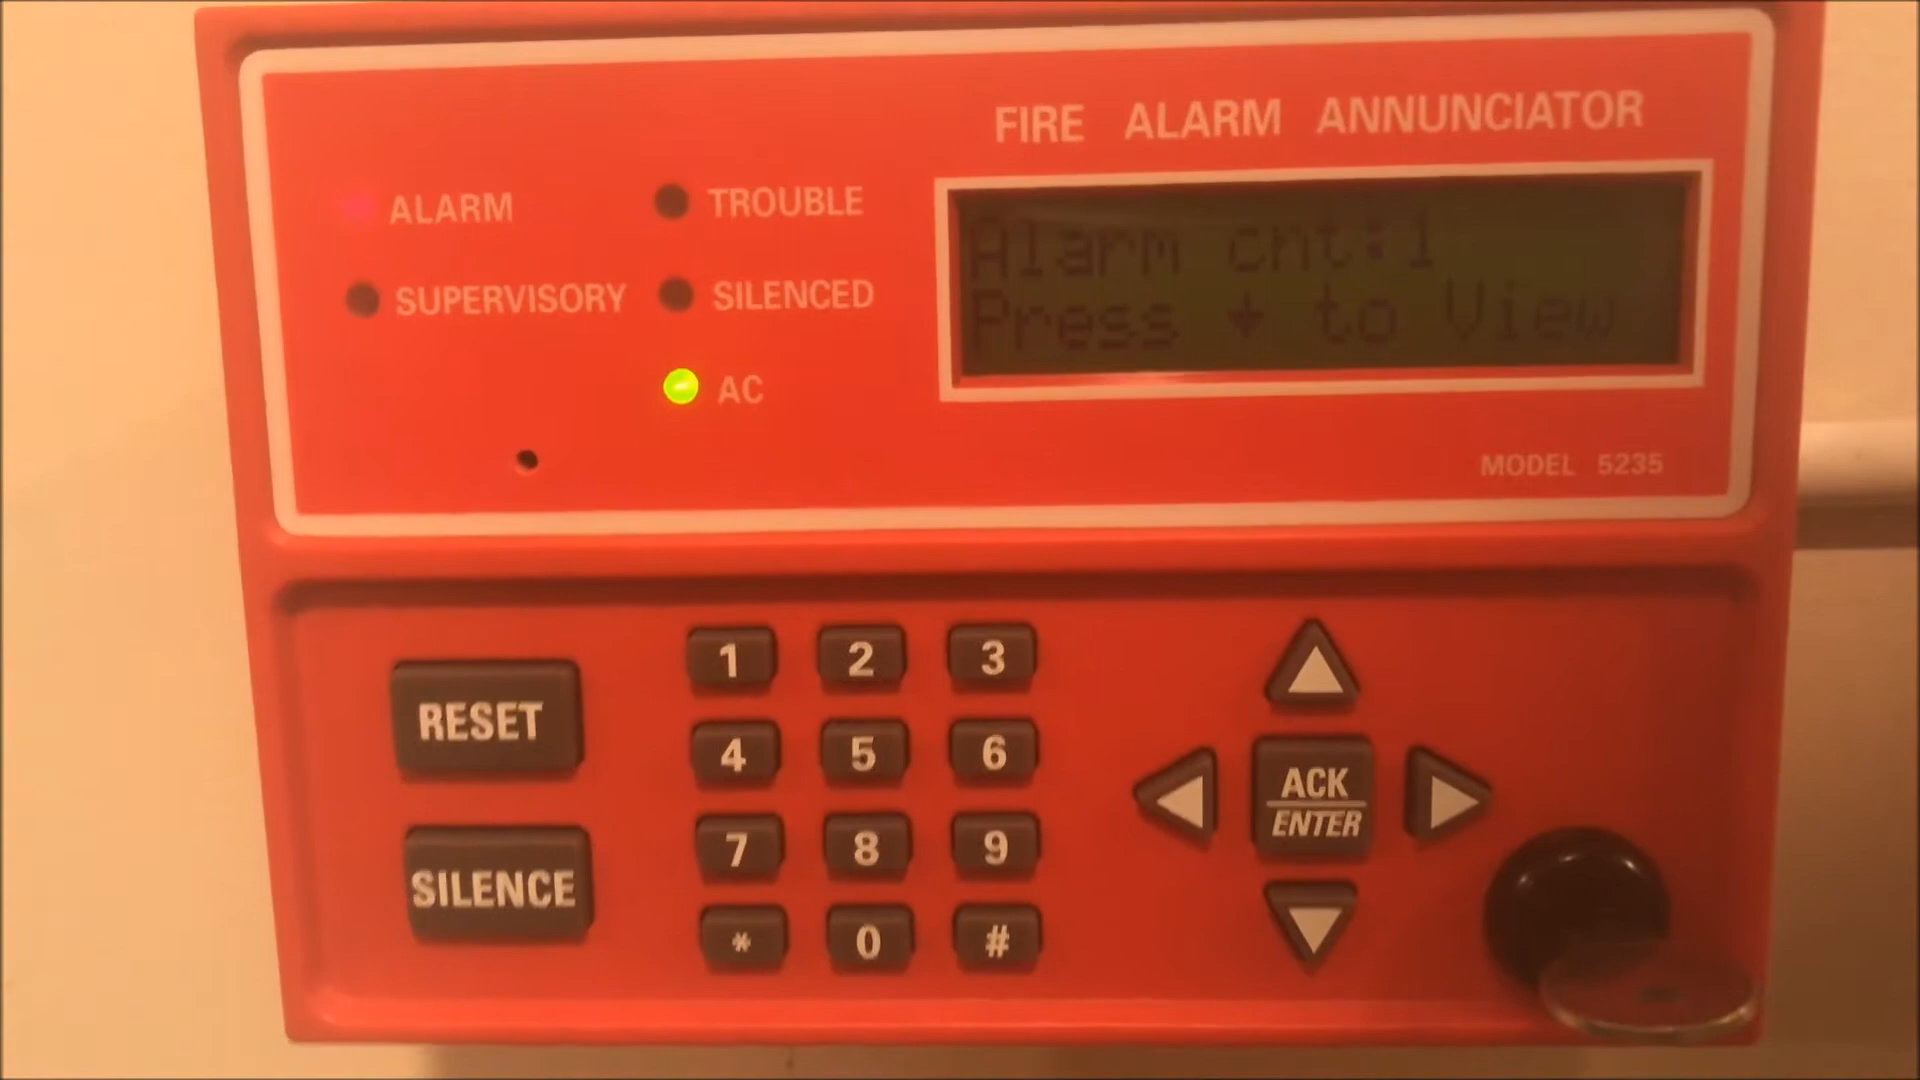 FIRE ALARM ANNUNCIATOR
ALARM
TROUBLE
SUPERVISORY
SILENCED
AC
Alarm cnt:1
Press ↓ to View
MODEL 5235
RESET
SILENCE
1 2 3
4 5 6
7 8 9
* 0 #
ACK
ENTER